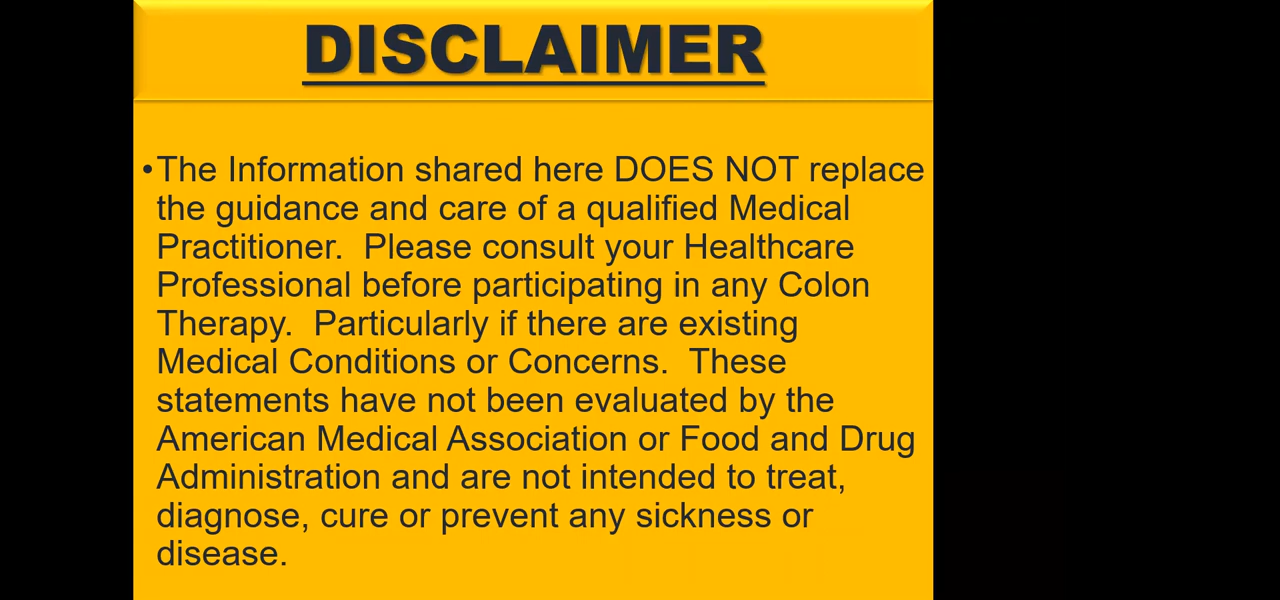 DISCLAIMER
•The Information shared here DOES NOT replace
the guidance and care of a qualified Medical
Practitioner.  Please consult your Healthcare
Professional before participating in any Colon
Therapy.  Particularly if there are existing
Medical Conditions or Concerns.  These
statements have not been evaluated by the
American Medical Association or Food and Drug
Administration and are not intended to treat,
diagnose, cure or prevent any sickness or
disease.